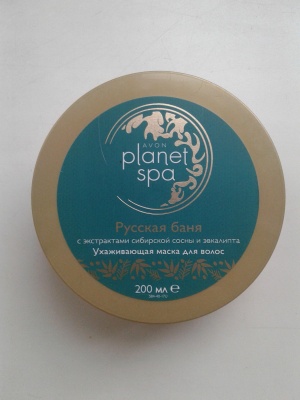 AVON
planet
spa
Русская баня
с экстрактами сибирской сосны и эвкалипта
Ухаживающая маска для волос
200 мл ℮